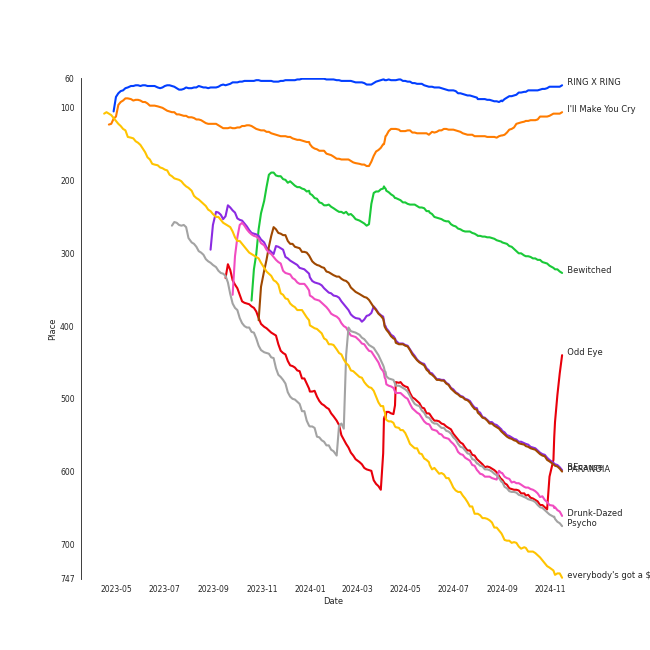 60
100
200
300
400
500
600
700
747
Place
2023-05
2023-07
2023-09
2023-11
2024-01
2024-03
2024-05
2024-07
2024-09
2024-11
Date
RING X RING
I'll Make You Cry
Bewitched
Odd Eye
PARANOIA
Drunk-Dazed
Psycho
everybody's got a $